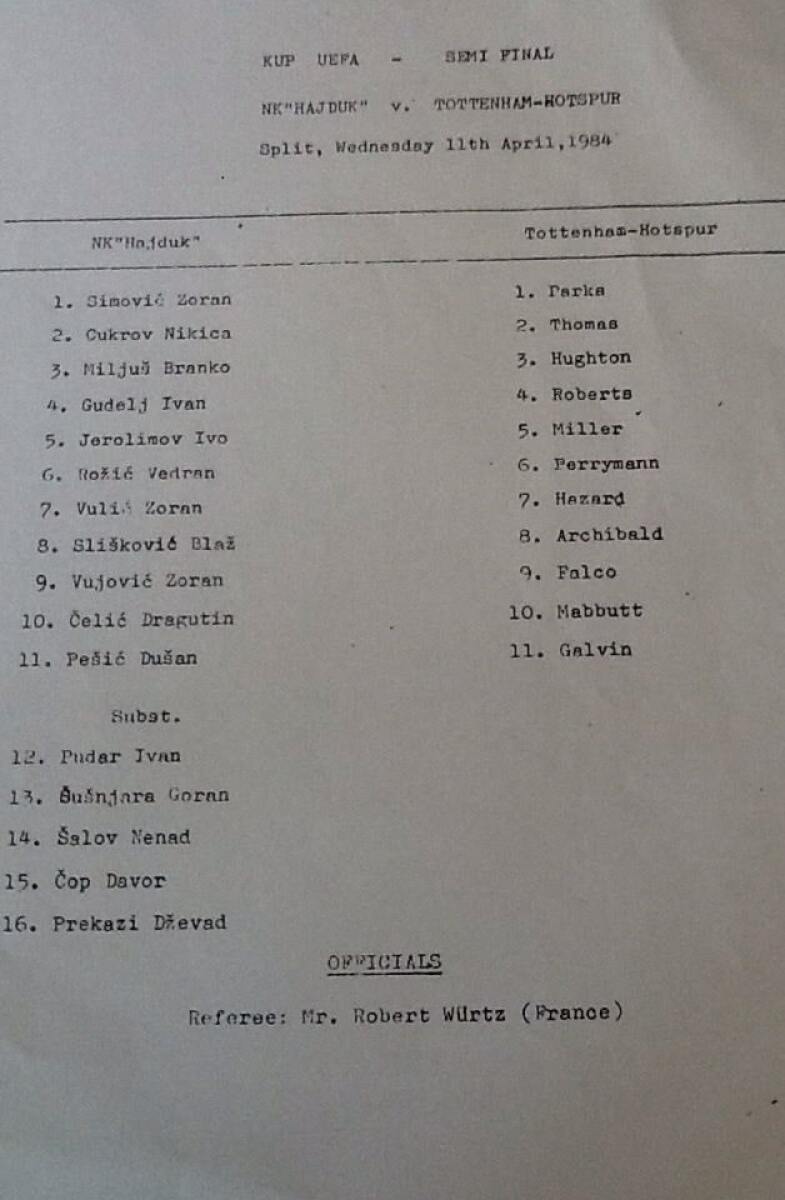 KUP UEFA - SEMI FINAL
NK"HAJDUK" v. TOTTENHAM-HOTSPUR
Split, Wednesday 11th April,1984
NK"Hajduk"
1. Simović Zoran
2. Cukrov Nikica
3. Miljuš Branko
4. Gudelj Ivan
5. Jerolimov Ivo
6. Rožić Vedran
7. Vulić Zoran
8. Slišković Blaž
9. Vujović Zoran
10. Čelić Dragutin
11. Pešić Dušan
Subst.
12. Pudar Ivan
13. Šušnjara Goran
14. Šalov Nenad
15. Čop Davor
16. Prekazi Dževad
Tottenham-Hotspur
1. Parks
2. Thomas
3. Hughton
4. Roberts
5. Miller
6. Perrymann
7. Hazard
8. Archibald
9. Falco
10. Mabbutt
11. Galvin
OFFICIALS
Referee: Mr. Robert Würtz (France)